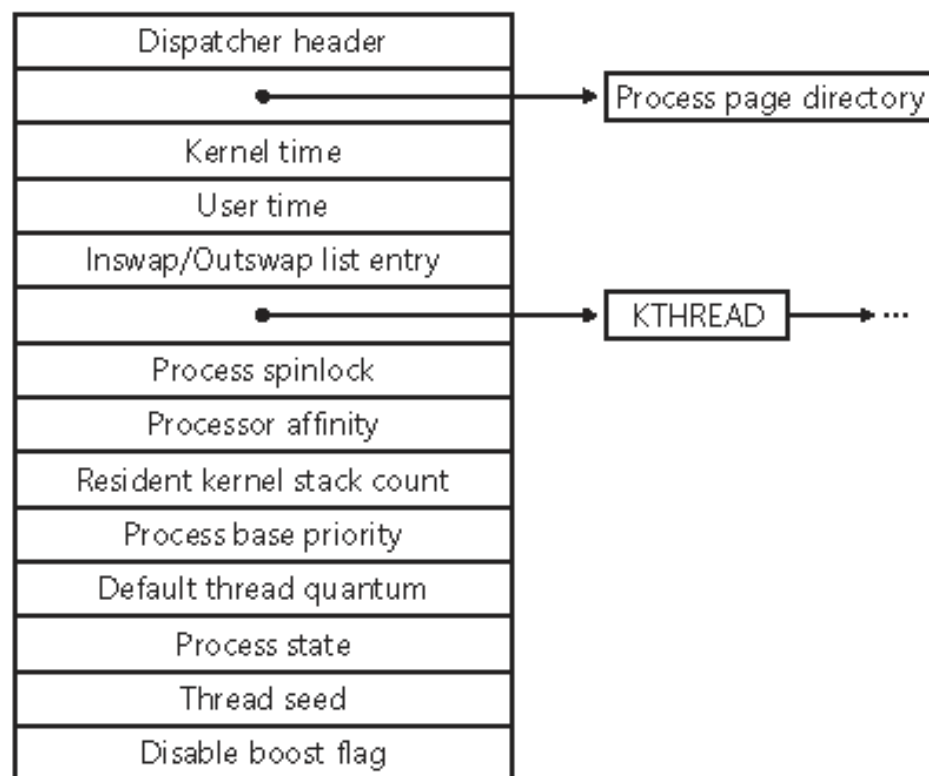 Dispatcher header
Process page directory
Kernel time
User time
Inswap/Outswap list entry
KTHREAD
...
Process spinlock
Processor affinity
Resident kernel stack count
Process base priority
Default thread quantum
Process state
Thread seed
Disable boost flag